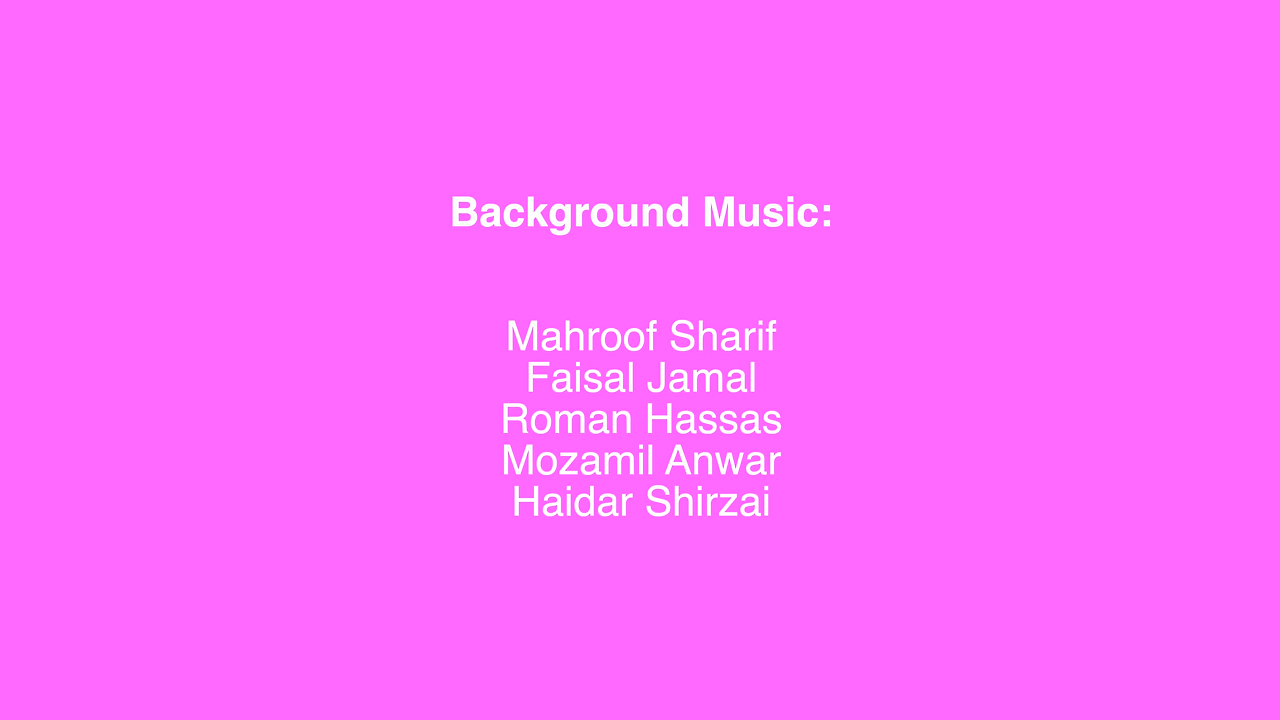 Background Music:
Mahroof Sharif
Faisal Jamal
Roman Hassas
Mozamil Anwar
Haidar Shirzai